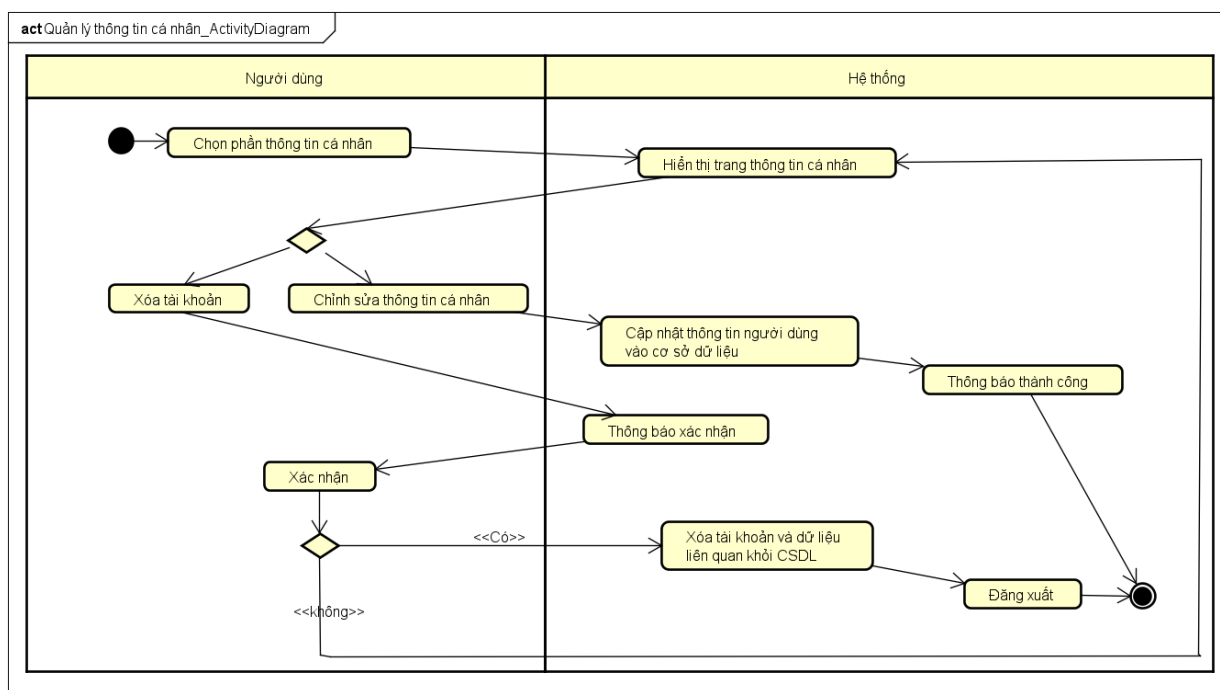 act Quản lý thông tin cá nhân_ActivityDiagram
Người dùng
Hệ thống
Chọn phần thông tin cá nhân
Hiển thị trang thông tin cá nhân
Xóa tài khoản
Chỉnh sửa thông tin cá nhân
Cập nhật thông tin người dùng
vào cơ sở dữ liệu
Thông báo thành công
Thông báo xác nhận
Xác nhận
<<Có>>
Xóa tài khoản và dữ liệu
liên quan khỏi CSDL
Đăng xuất
<<không>>